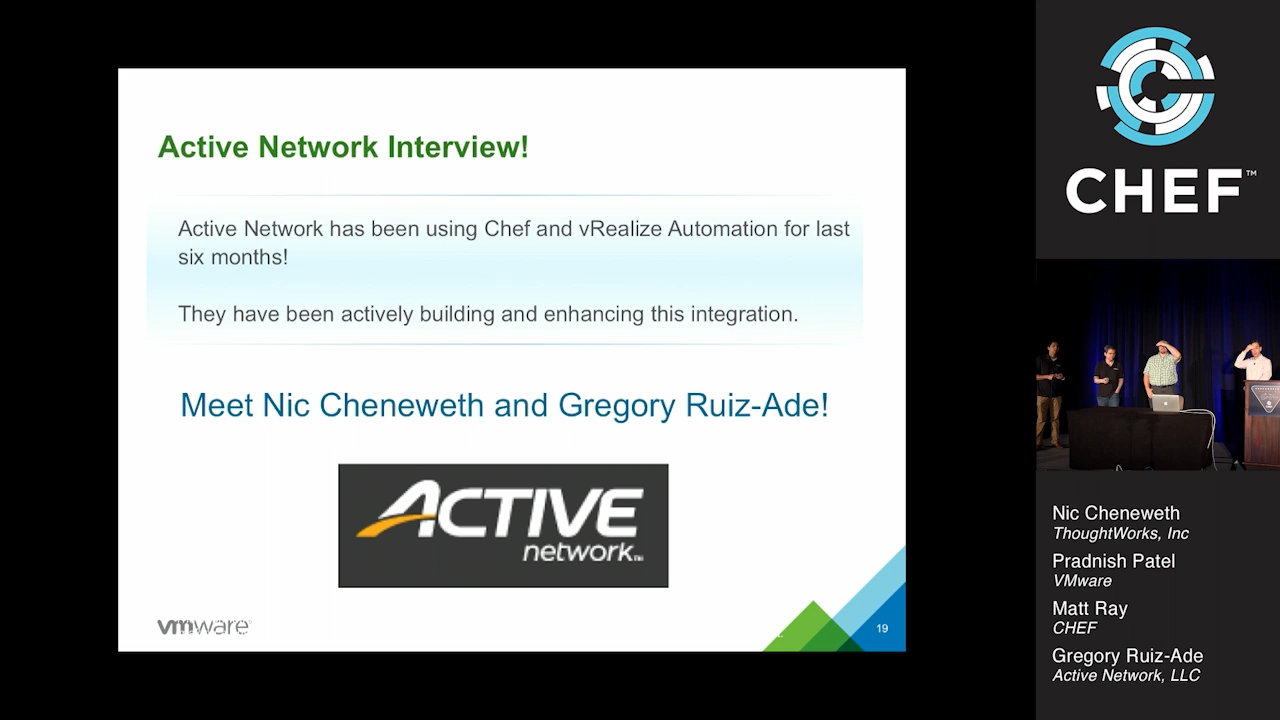 Active Network Interview!
Active Network has been using Chef and vRealize Automation for last
six months!
They have been actively building and enhancing this integration.
Meet Nic Cheneweth and Gregory Ruiz-Ade!
ACTIVE
network™
vmware®
19
CHEF™
Nic Cheneweth
ThoughtWorks, Inc
Pradnish Patel
VMware
Matt Ray
CHEF
Gregory Ruiz-Ade
Active Network, LLC